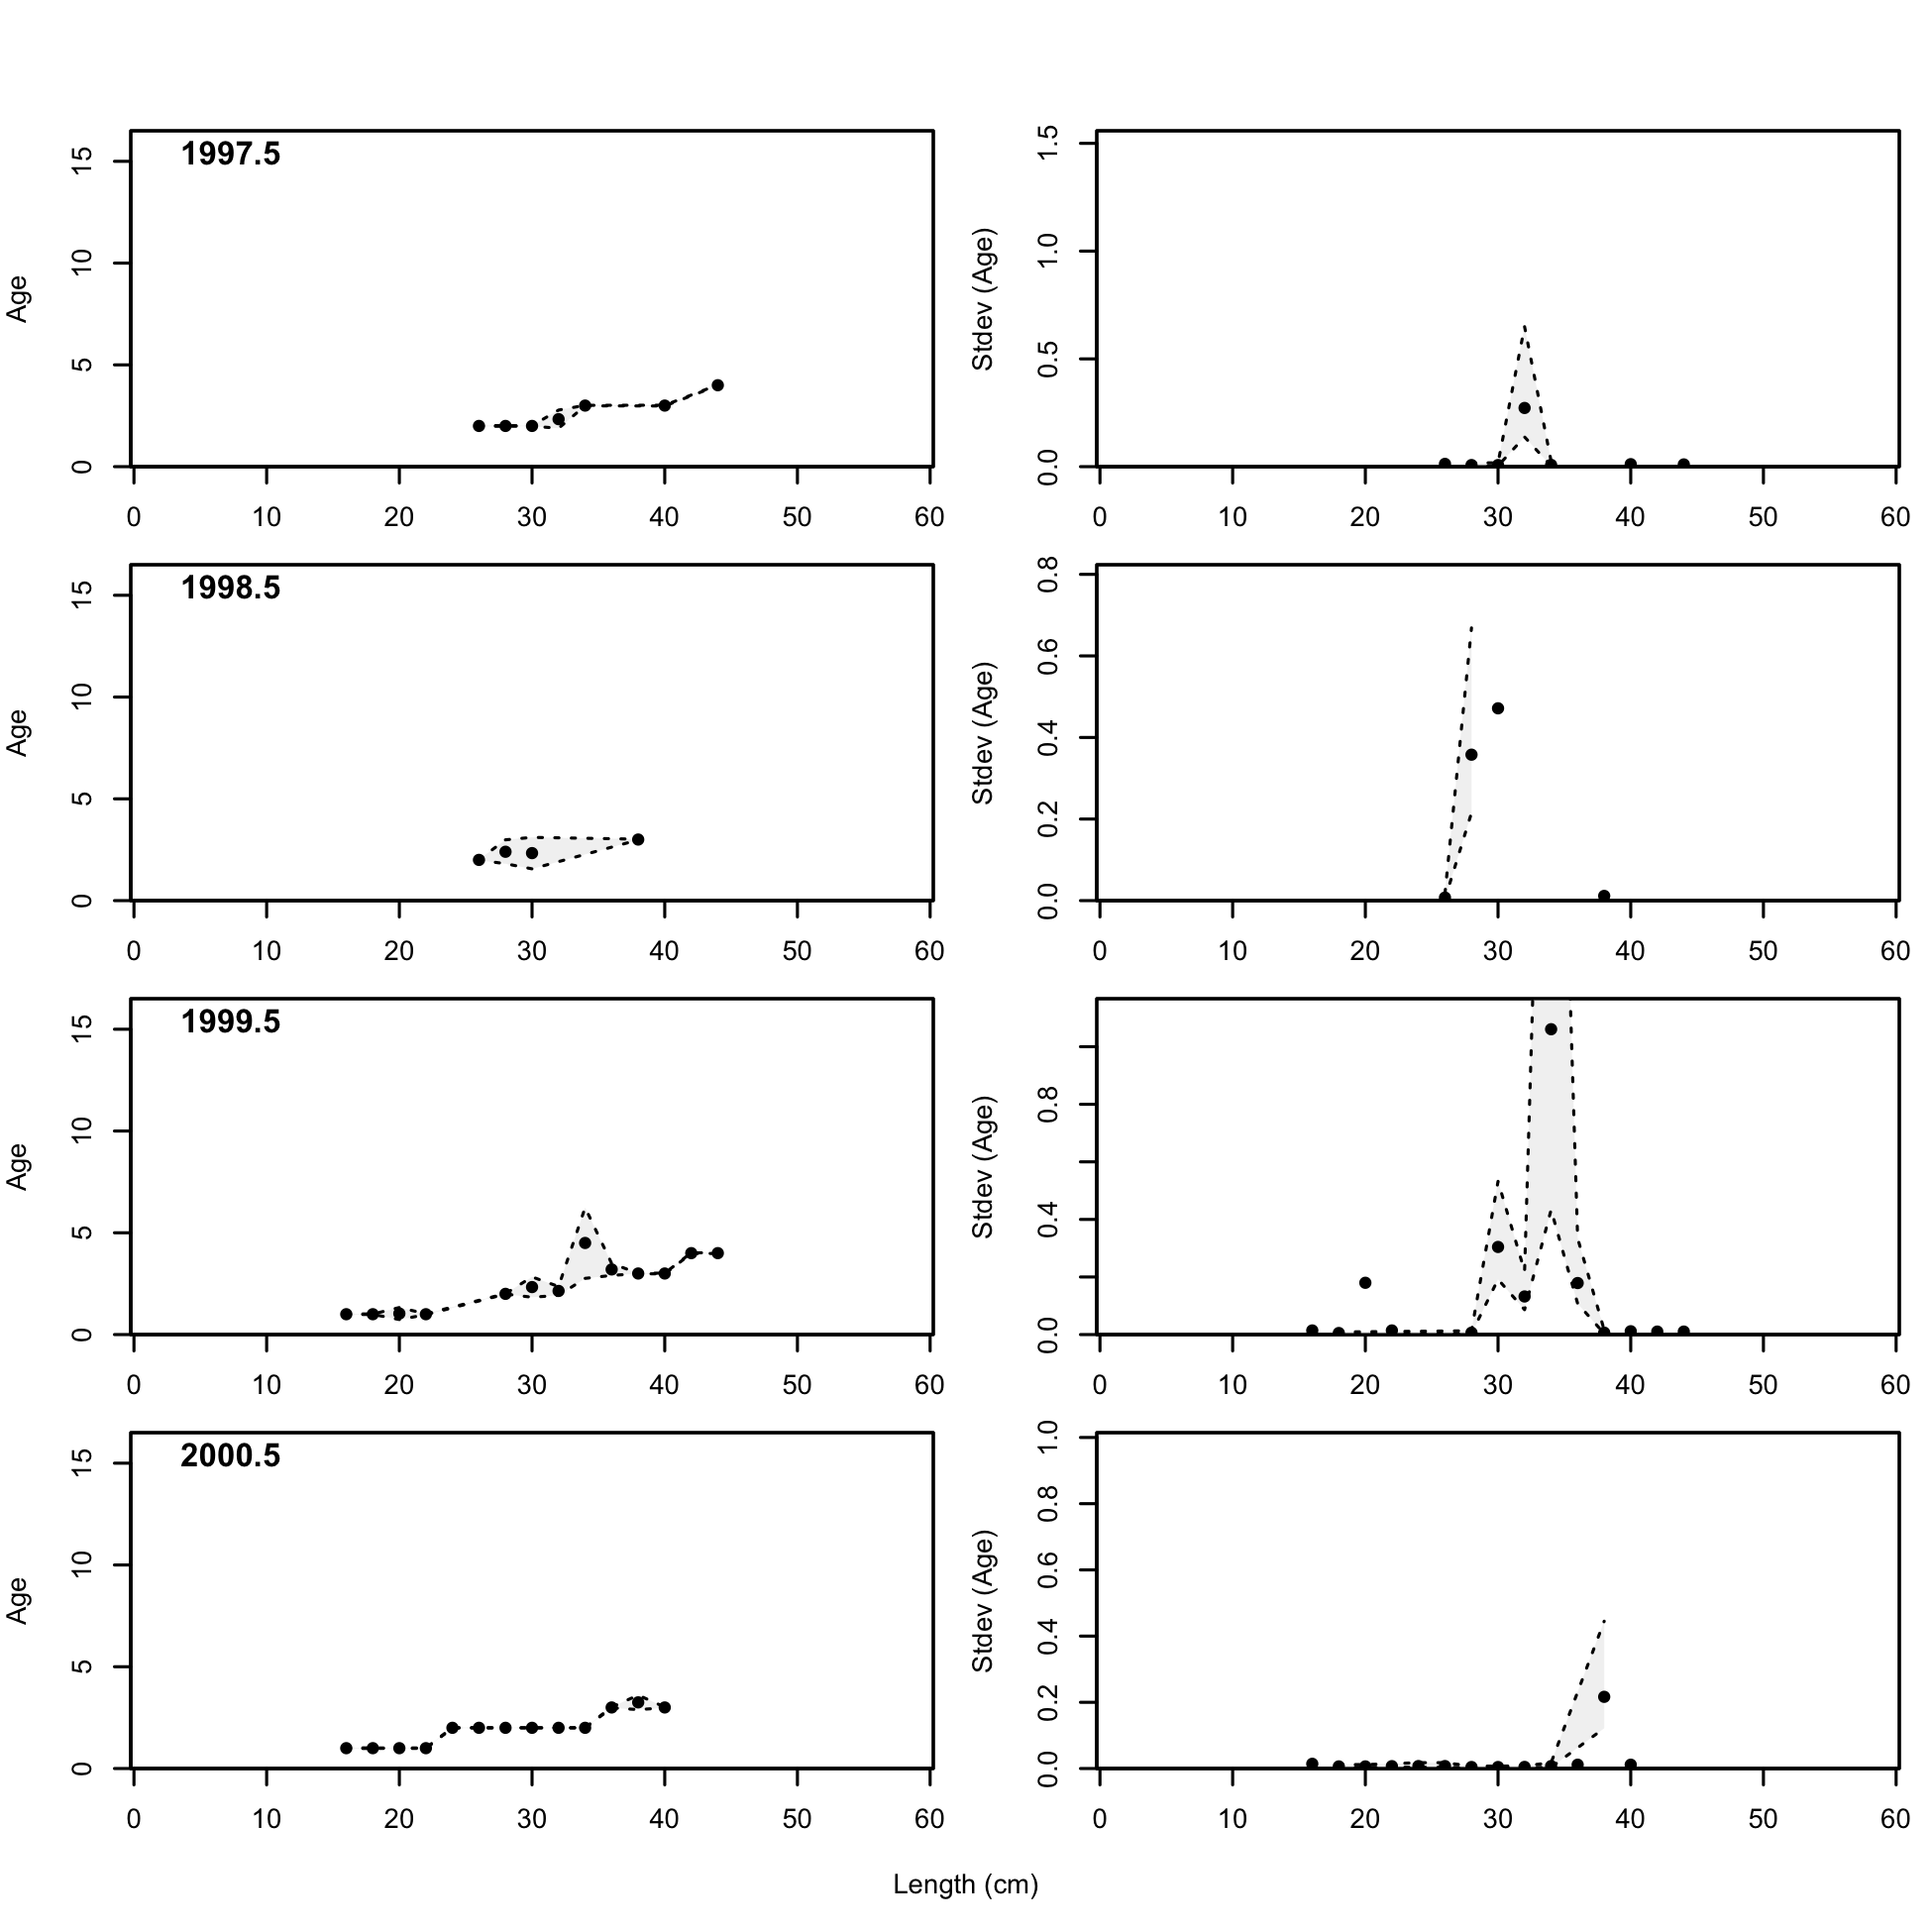 1997.5
Age
0 5 10 15
0 10 20 30 40 50 60
Stdev (Age)
0.0 0.5 1.0 1.5
0 10 20 30 40 50 60
1998.5
Age
0 5 10 15
0 10 20 30 40 50 60
Stdev (Age)
0.0 0.2 0.4 0.6 0.8
0 10 20 30 40 50 60
1999.5
Age
0 5 10 15
0 10 20 30 40 50 60
Stdev (Age)
0.0 0.4 0.8
0 10 20 30 40 50 60
2000.5
Age
0 5 10 15
0 10 20 30 40 50 60
Stdev (Age)
0.0 0.2 0.4 0.6 0.8 1.0
0 10 20 30 40 50 60
Length (cm)